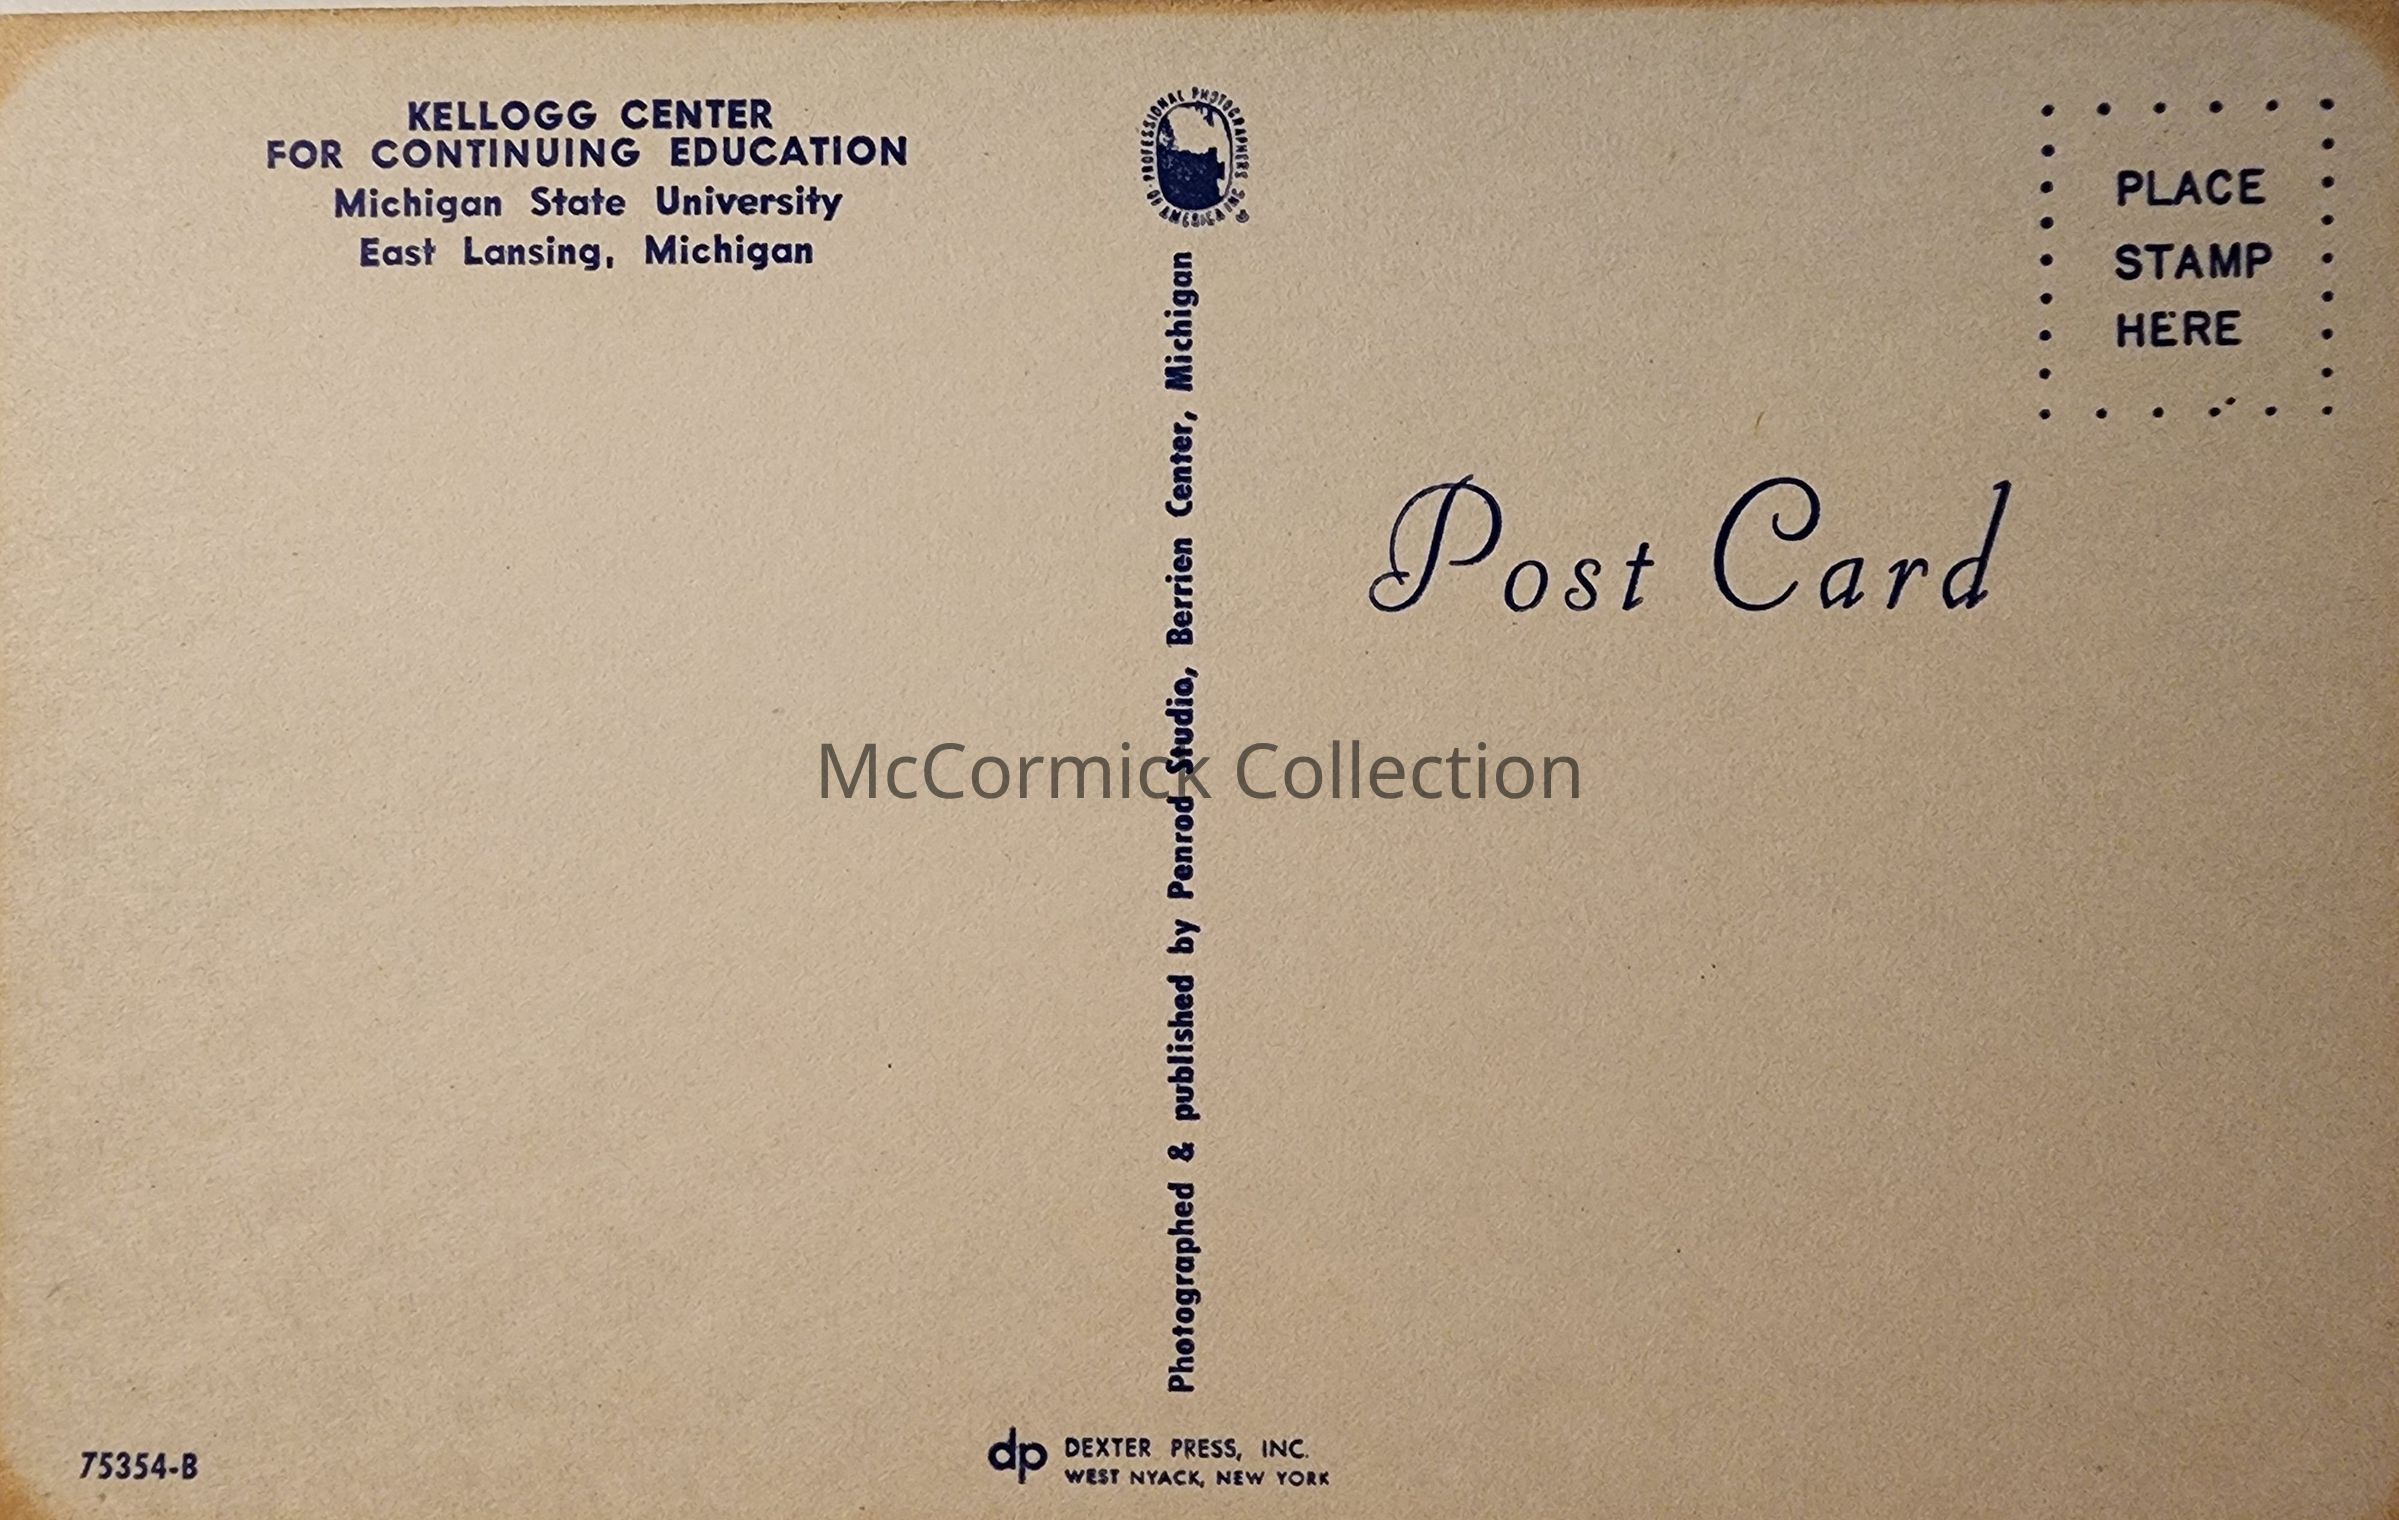 KELLOGG CENTER
FOR CONTINUING EDUCATION
Michigan State University
East Lansing, Michigan
PROFESSIONAL PHOTOGRAPHERS
OF AMERICA INC. ®
Photographed & published by Penrod Studio, Berrien Center, Michigan
PLACE
STAMP
HERE
Post Card
McCormick Collection
75354-B
dp
DEXTER PRESS, INC.
WEST NYACK, NEW YORK